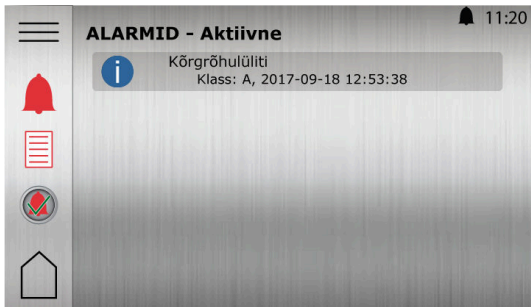 11:20
ALARMID - Aktiivne
Kõrgrõhulüliti
Klass: A, 2017-09-18 12:53:38